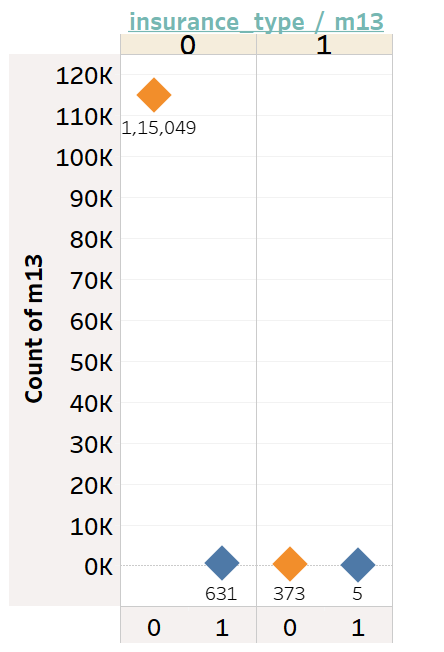 insurance_type / m13
0 1
120K
110K
1,15,049
100K
90K
80K
70K
60K
50K
40K
30K
20K
10K
0K
631 373 5
0 1 0 1
Count of m13